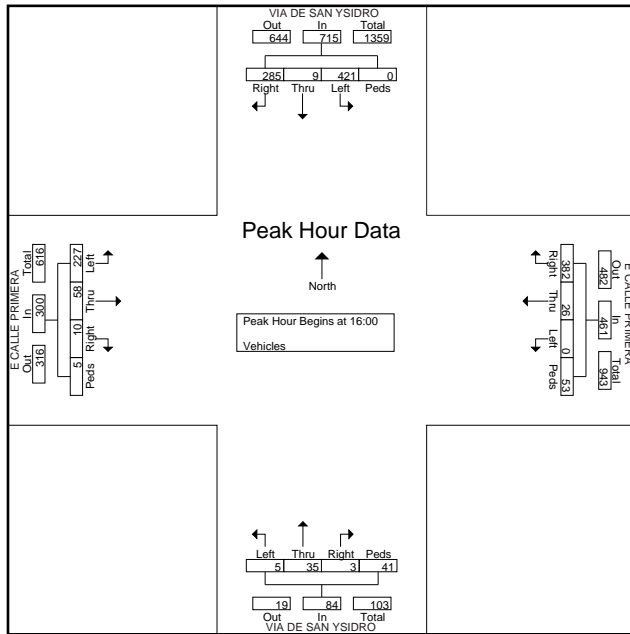 VIA DE SAN YSIDRO
Out In Total
644 715 1359
285 9 421 0
Right Thru Left Peds
Peak Hour Data
North
Peak Hour Begins at 16:00
Vehicles
E CALLE PRIMERA
Total In Out
616 300 316
227 58 10 5
Left Thru Right Peds
Right Thru Left
382 26 0 53
Out In Total
482 461 943
E CALLE PRIMERA
Left Thru Right Peds
5 35 3 41
19 84 103
Out In Total
VIA DE SAN YSIDRO